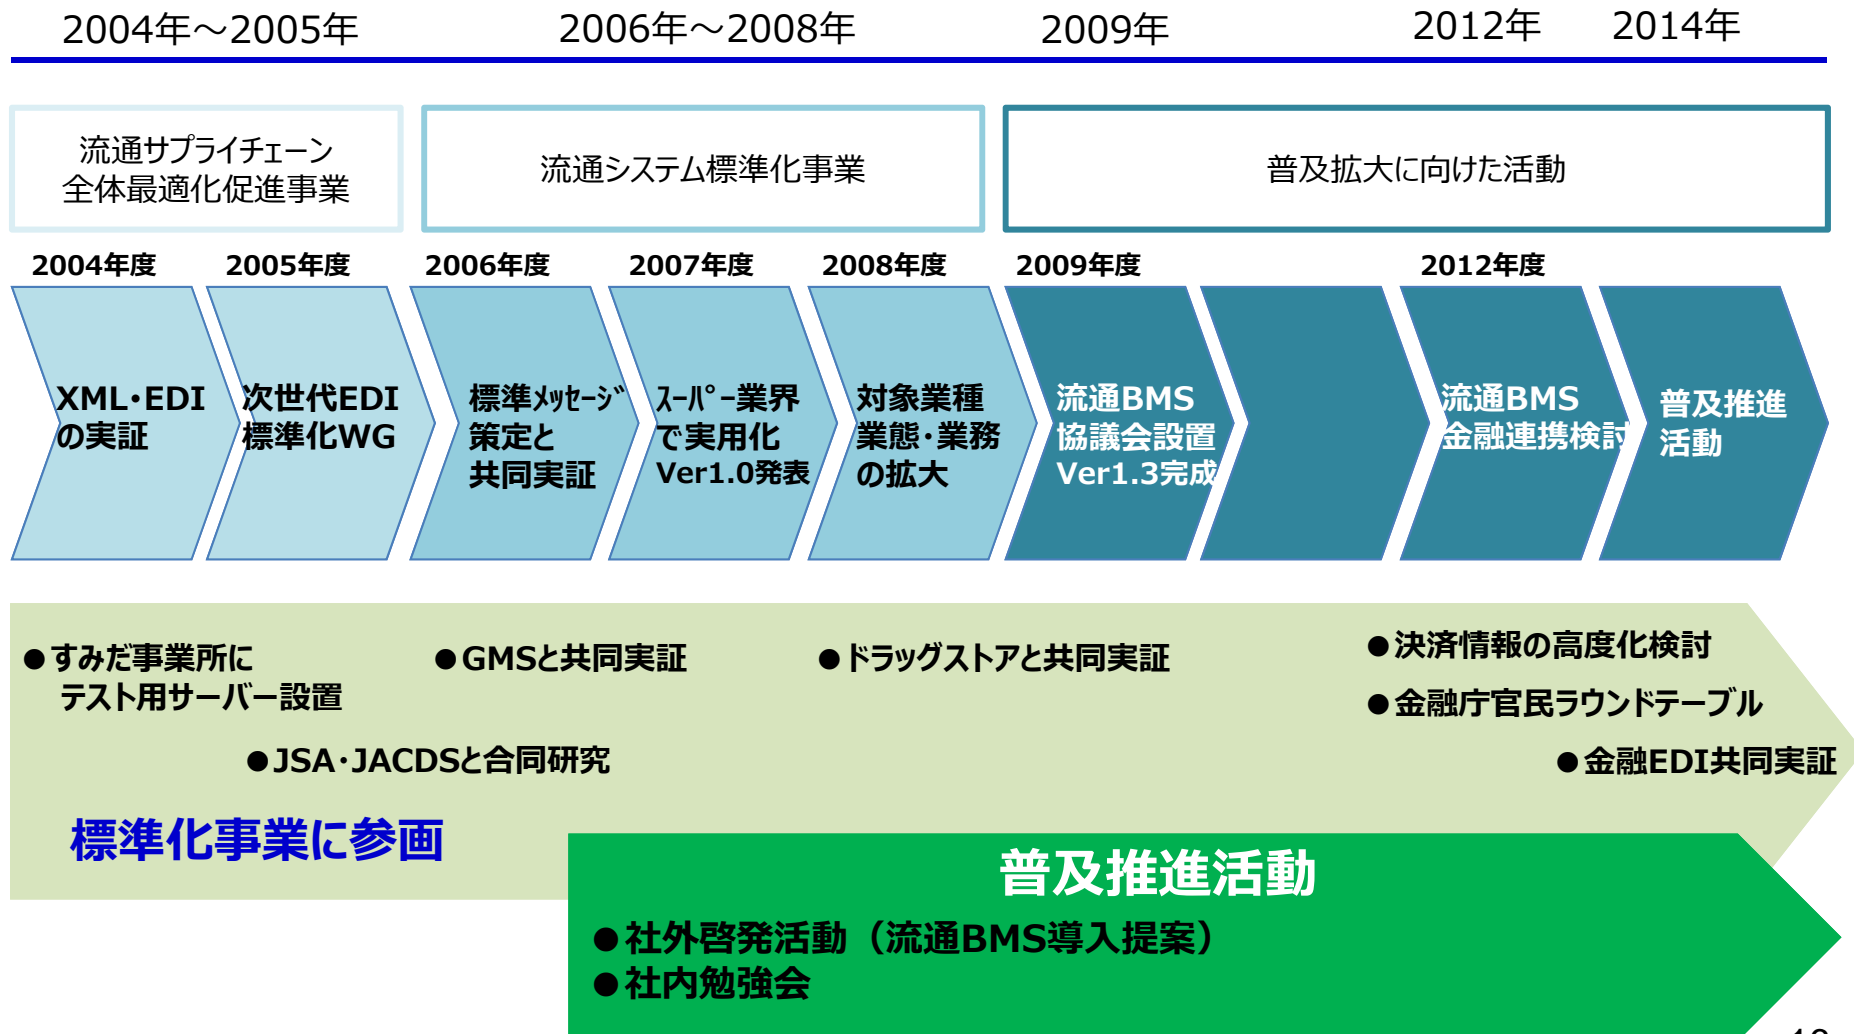 2004年～2005年
2006年～2008年
2009年
2012年
2014年
流通サプライチェーン
全体最適化促進事業
流通システム標準化事業
普及拡大に向けた活動
2004年度
2005年度
2006年度
2007年度
2008年度
2009年度
2012年度
XML・EDI
の実証
次世代EDI
標準化WG
標準ﾒｯｾｰｼﾞ
策定と
共同実証
ｽｰﾊﾟｰ業界
で実用化
Ver1.0発表
対象業種
業態・業務
の拡大
流通BMS
協議会設置
Ver1.3完成
流通BMS
金融連携検討
普及推進
活動
●すみだ事業所に
テスト用サーバー設置
●GMSと共同実証
●ドラッグストアと共同実証
●決済情報の高度化検討
●金融庁官民ラウンドテーブル
●JSA・JACDSと合同研究
●金融EDI共同実証
標準化事業に参画
普及推進活動
●社外啓発活動（流通BMS導入提案）
●社内勉強会